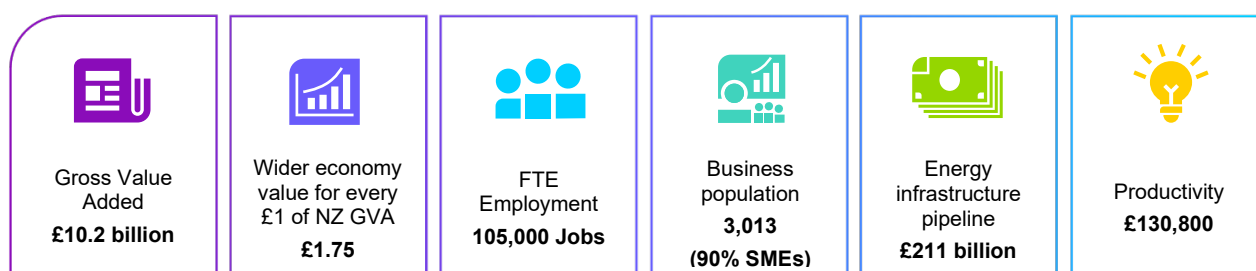 Gross Value
Added
£10.2 billion
Wider economy
value for every
£1 of NZ GVA
£1.75
FTE
Employment
105,000 Jobs
Business
population
3,013
(90% SMEs)
Energy
infrastructure
pipeline
£211 billion
Productivity
£130,800